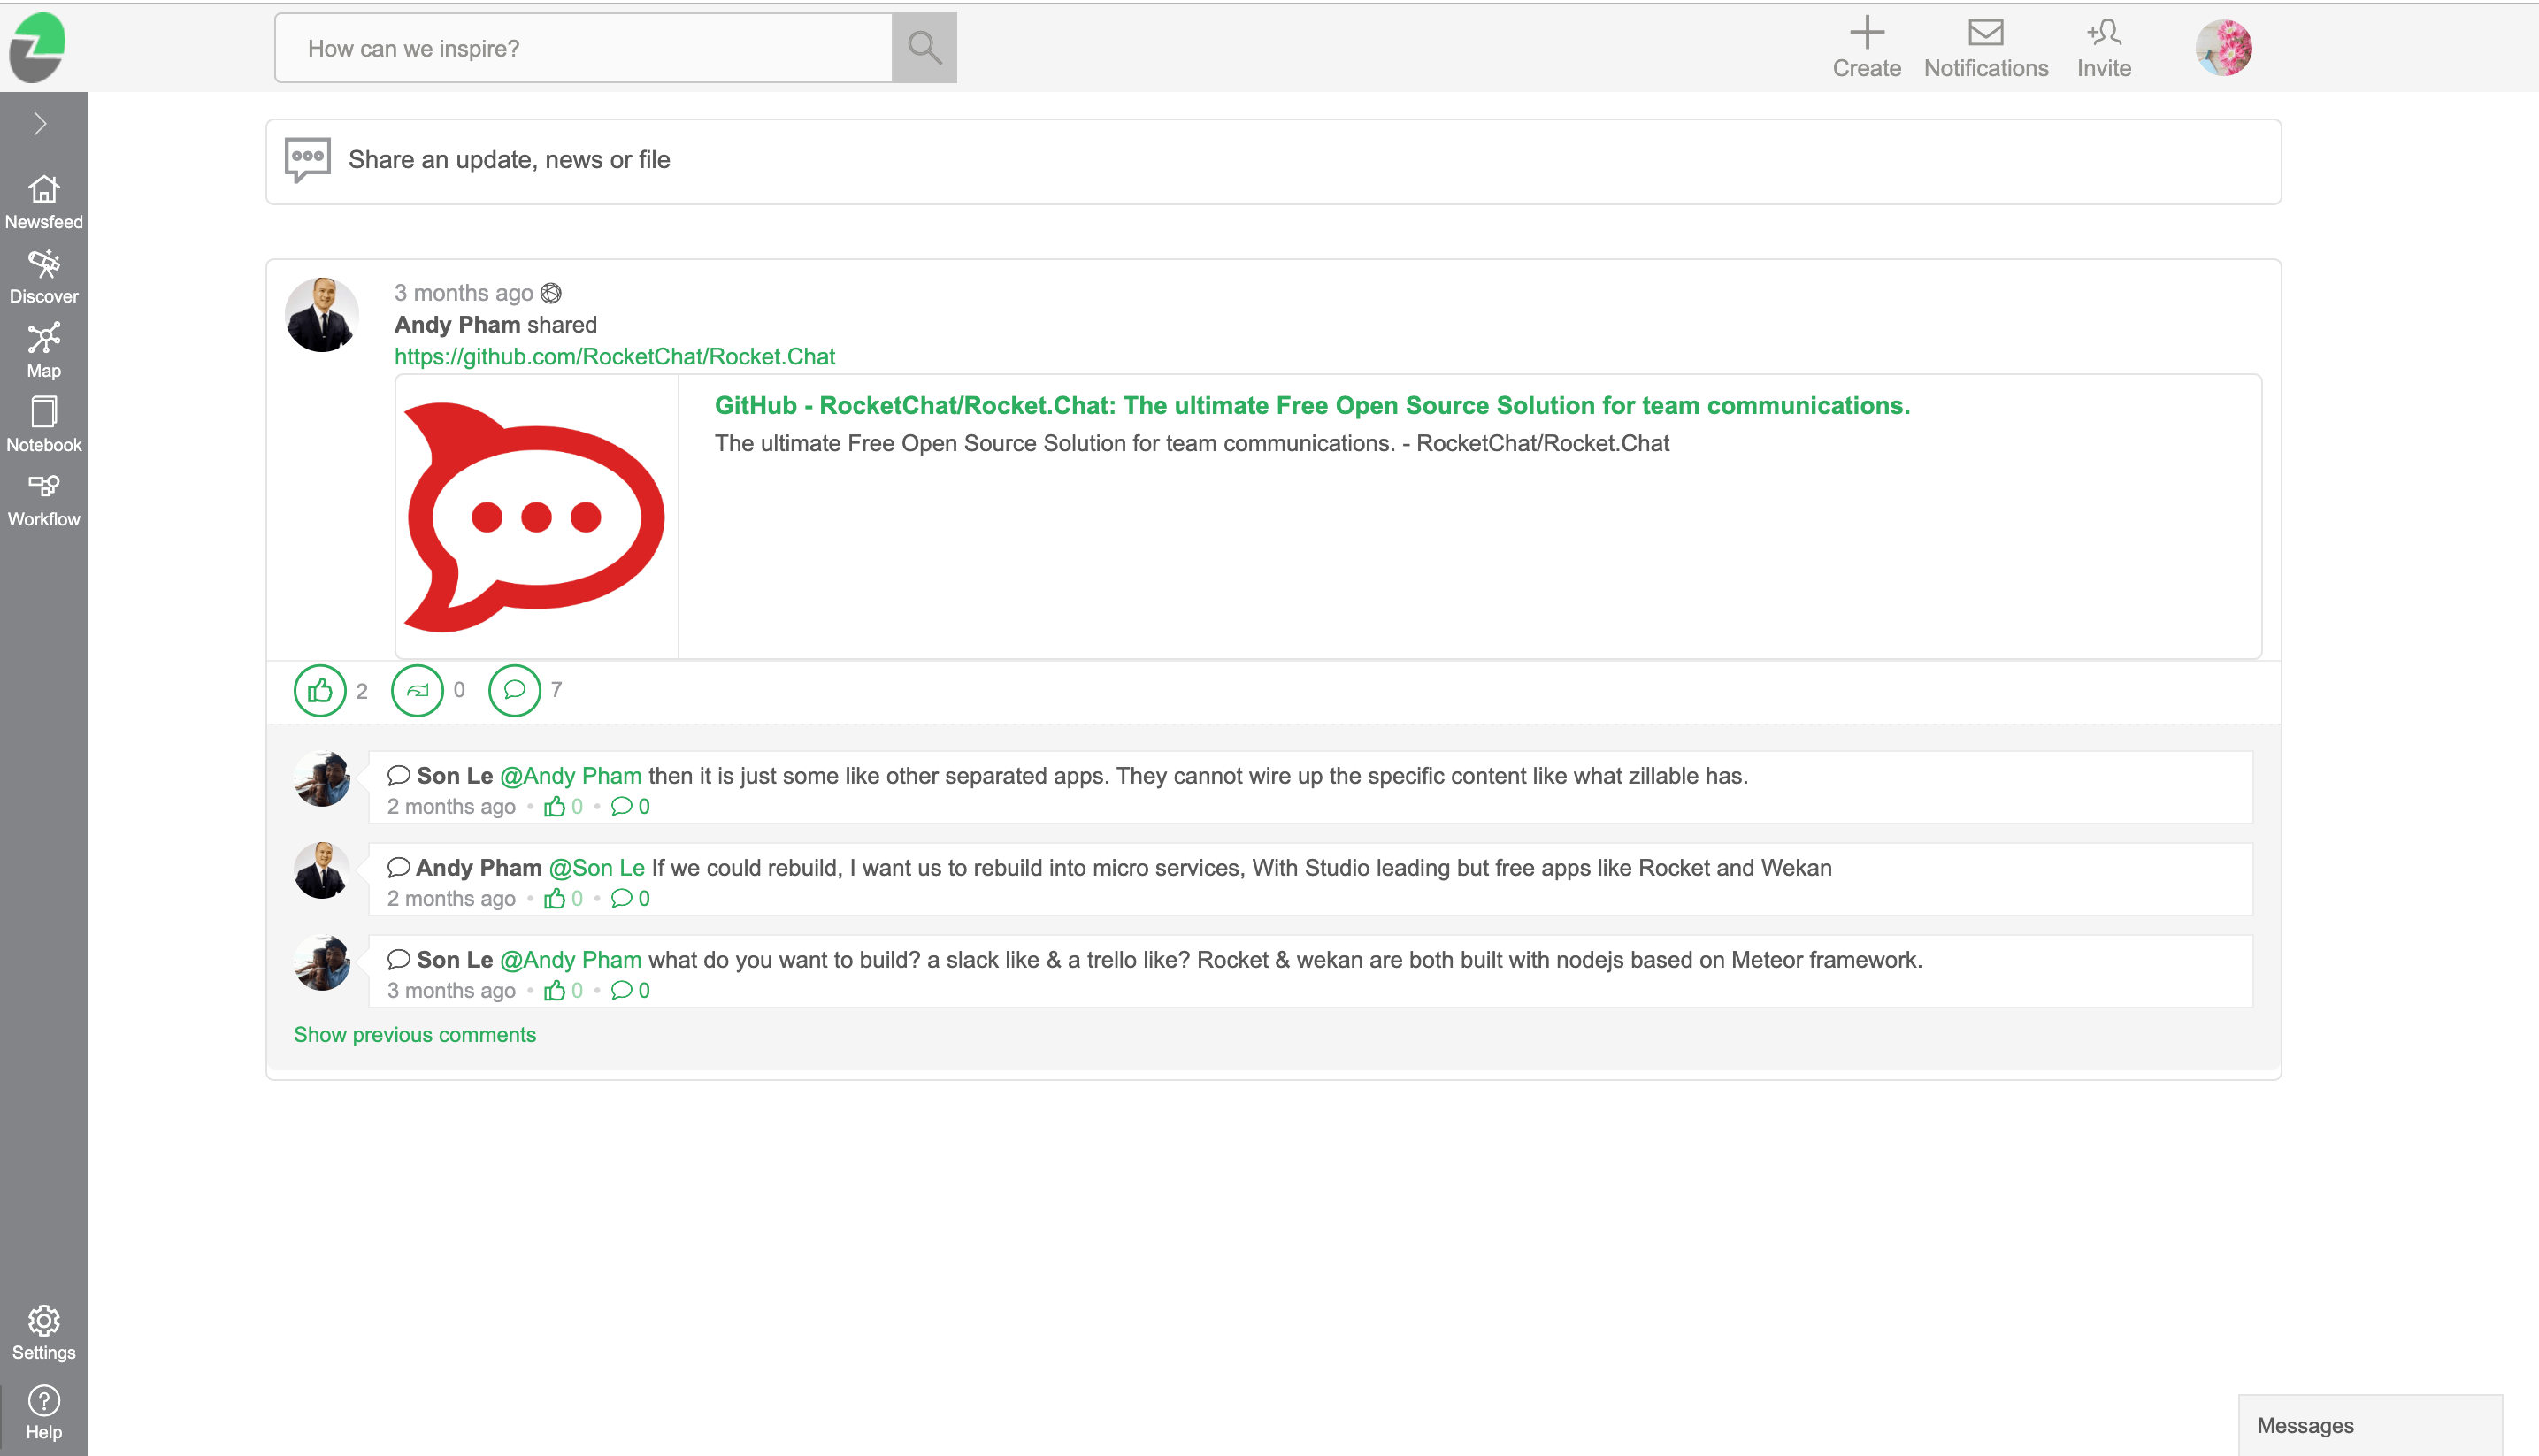 How can we inspire?
Create
Notifications
Invite
Newsfeed
Discover
Map
Notebook
Workflow
Settings
Help
Share an update, news or file
3 months ago
Andy Pham shared
https://github.com/RocketChat/Rocket.Chat
GitHub - RocketChat/Rocket.Chat: The ultimate Free Open Source Solution for team communications.
The ultimate Free Open Source Solution for team communications. - RocketChat/Rocket.Chat
2 0 7
Son Le @Andy Pham then it is just some like other separated apps. They cannot wire up the specific content like what zillable has.
2 months ago • 0 • 0
Andy Pham @Son Le If we could rebuild, I want us to rebuild into micro services, With Studio leading but free apps like Rocket and Wekan
2 months ago • 0 • 0
Son Le @Andy Pham what do you want to build? a slack like & a trello like? Rocket & wekan are both built with nodejs based on Meteor framework.
3 months ago • 0 • 0
Show previous comments
Messages